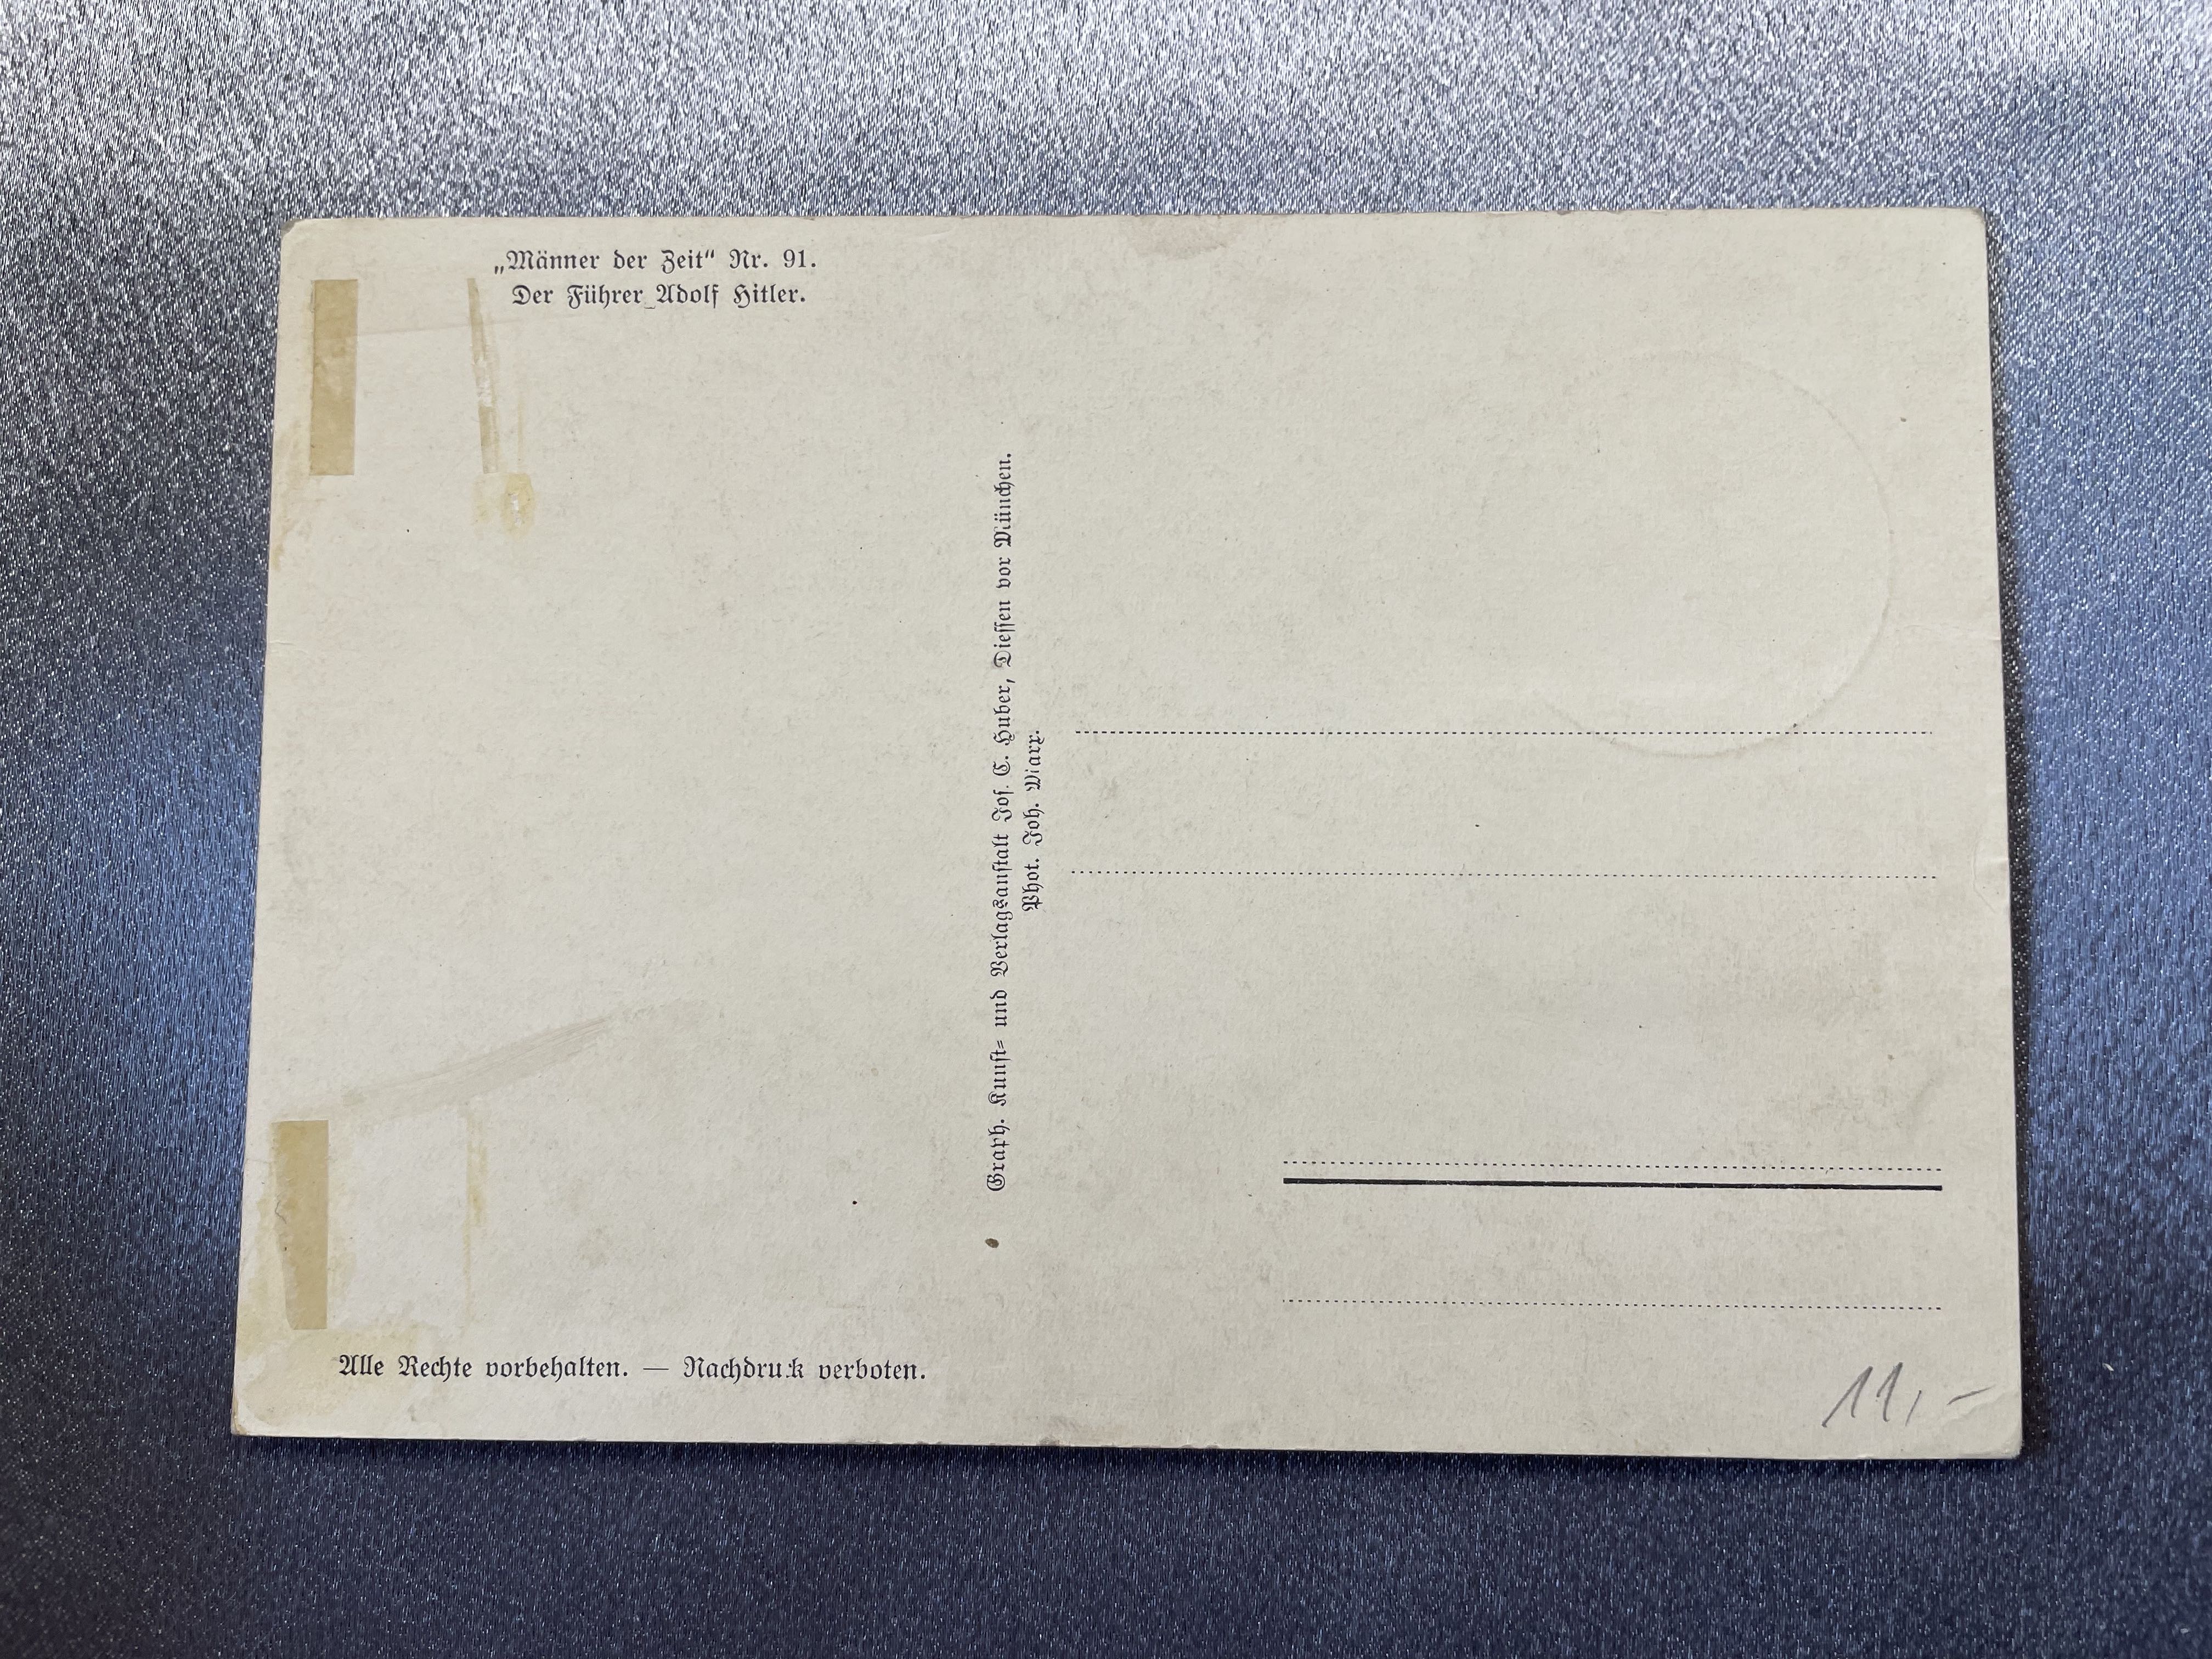 „Männer der Zeit“ Nr. 91.
Der Führer Adolf Hitler.
Graph. Kunst- und Verlagsanstalt Jos. C. Huber, Diessen vor München.
Phot. Joh. Marx.
Alle Rechte vorbehalten. — Nachdruck verboten.
11,-